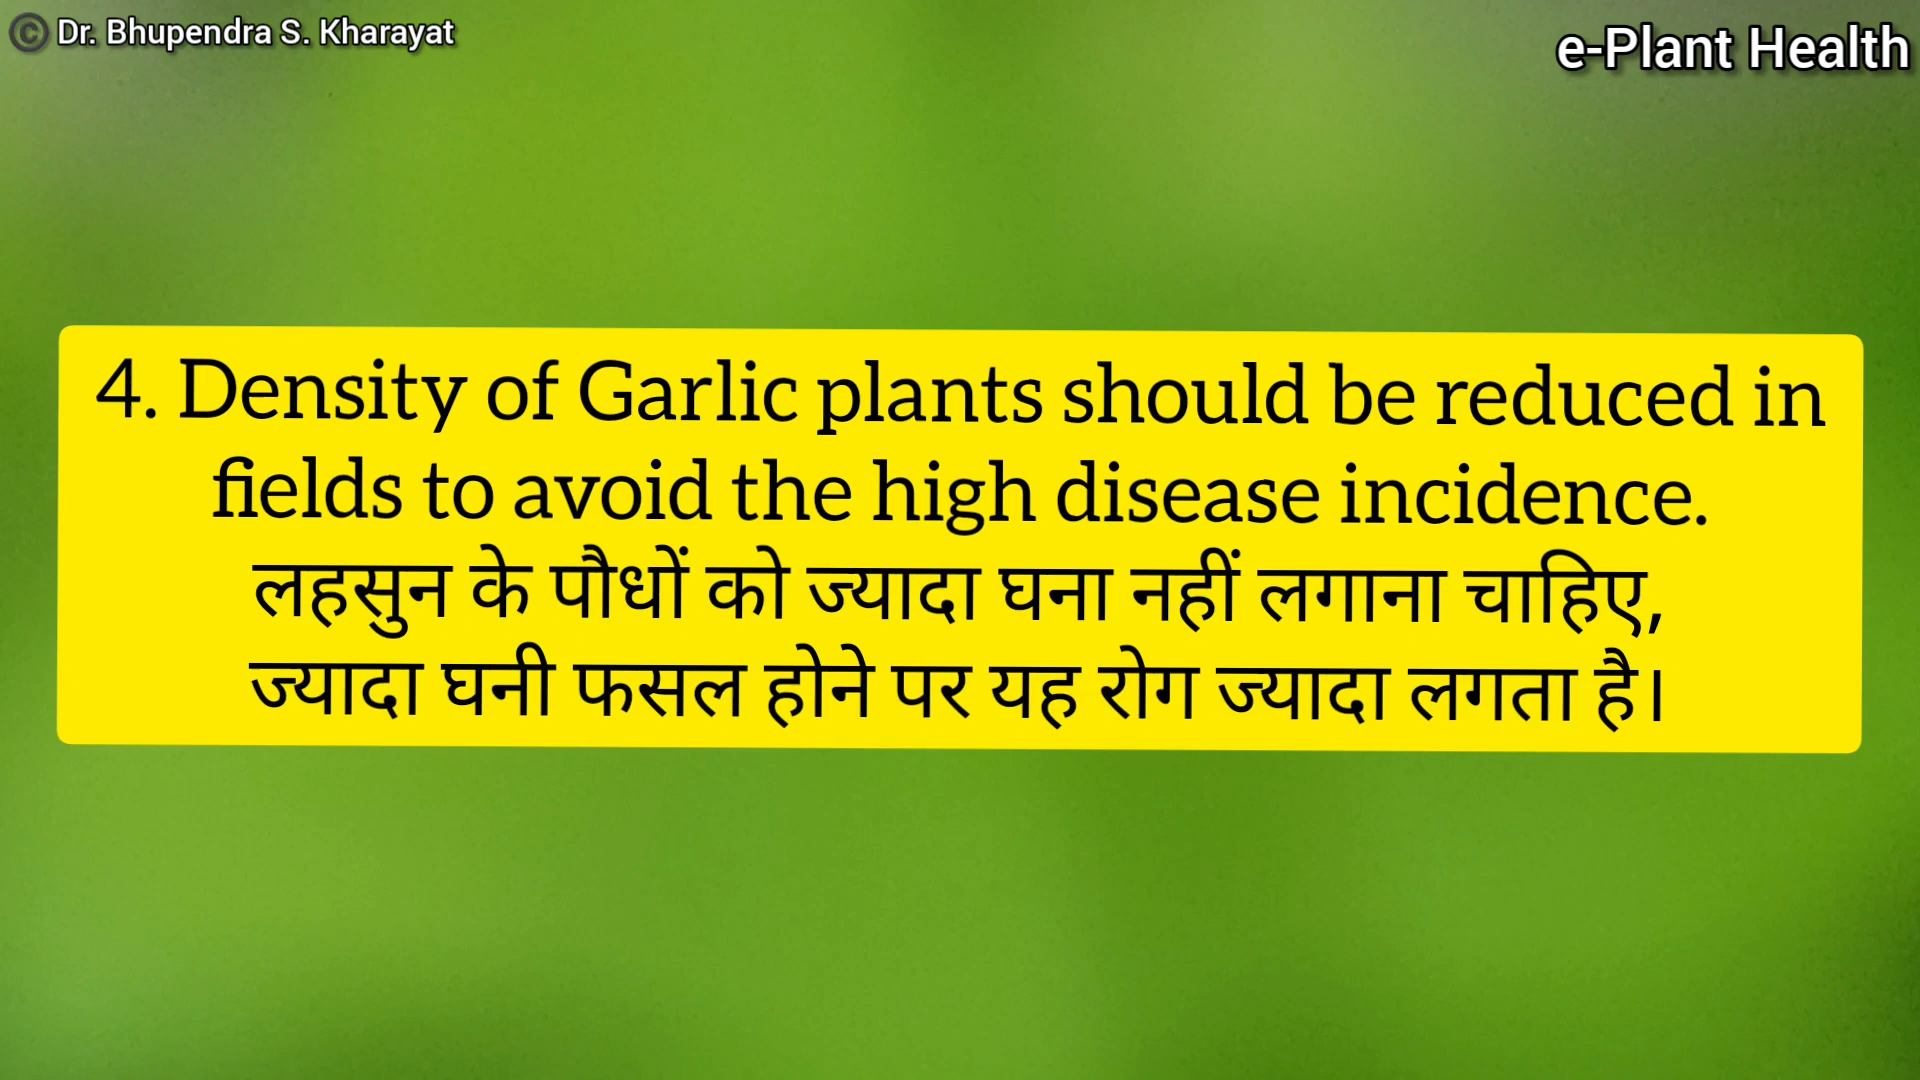 © Dr. Bhupendra S. Kharayat
e-Plant Health
4. Density of Garlic plants should be reduced in
fields to avoid the high disease incidence.
लहसुन के पौधों को ज्यादा घना नहीं लगाना चाहिए,
ज्यादा घनी फसल होने पर यह रोग ज्यादा लगता है।